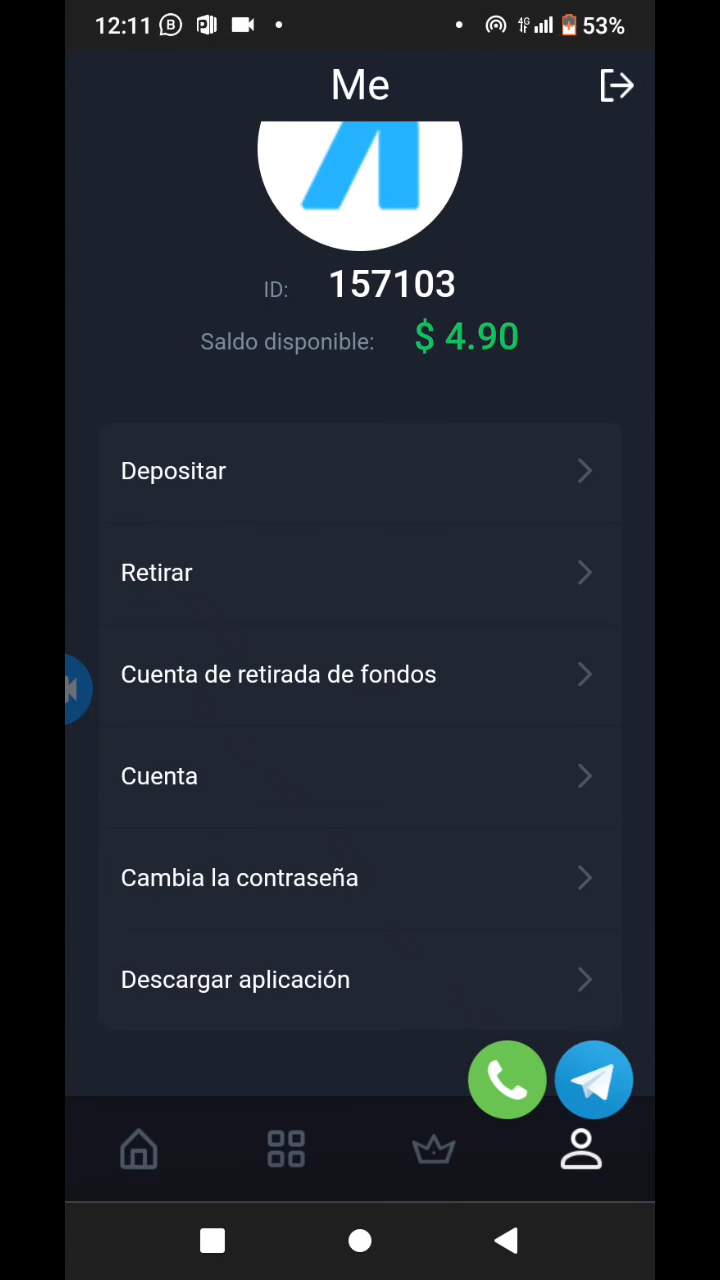 12:11 4G 53%
Me
ID: 157103
Saldo disponible: $ 4.90
Depositar
Retirar
Cuenta de retirada de fondos
Cuenta
Cambia la contraseña
Descargar aplicación